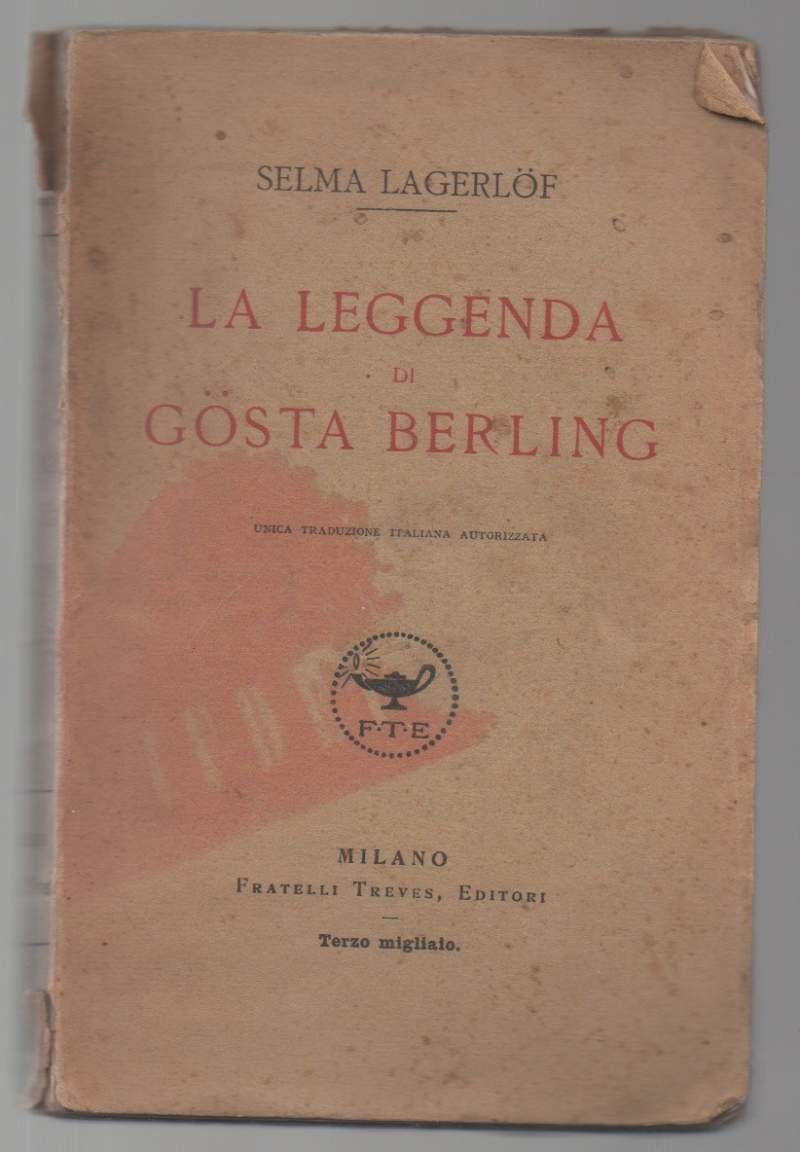 SELMA LAGERLÖF
LA LEGGENDA
DI
GÖSTA BERLING
UNICA TRADUZIONE ITALIANA AUTORIZZATA
F·T·E
MILANO
FRATELLI TREVES, EDITORI
Terzo migliaio.